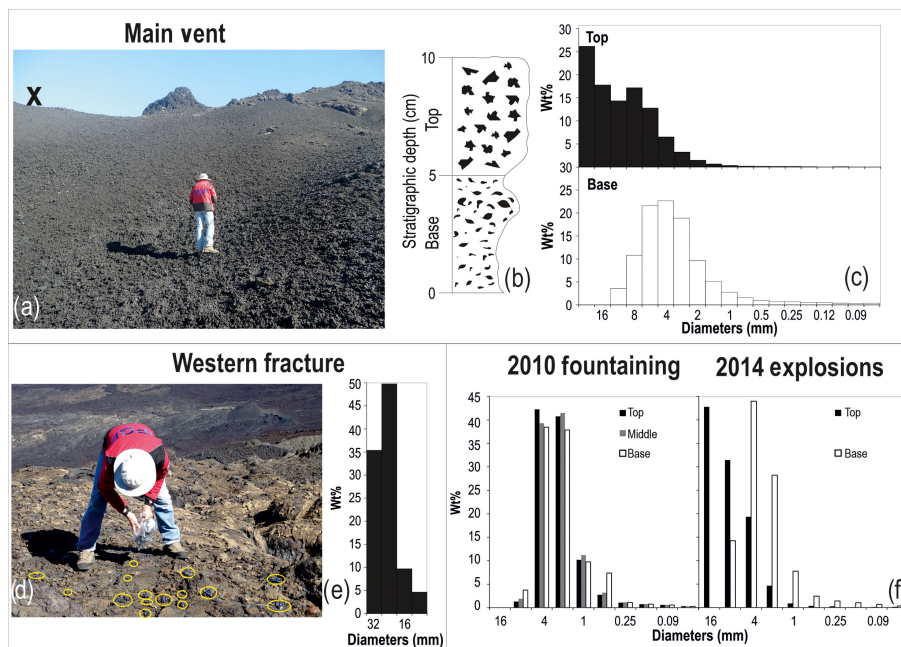 Main vent
X
(a)
Stratigraphic depth (cm)
Top
Base
10
5
0
(b)
Top
Wt%
30
25
20
15
10
5
30
Base
Wt%
25
20
15
10
5
0
16 8 4 2 1 0.5 0.25 0.12 0.09
Diameters (mm)
(c)
Western fracture
(d)
Wt%
50
45
40
35
30
25
20
15
10
5
0
32 16
Diameters (mm)
(e)
2010 fountaining
2014 explosions
Wt%
45
40
35
30
25
20
15
10
5
0
Top
Middle
Base
Top
Base
16 4 1 0.25 0.09 16 4 1 0.25 0.09
Diameters (mm)
(f)